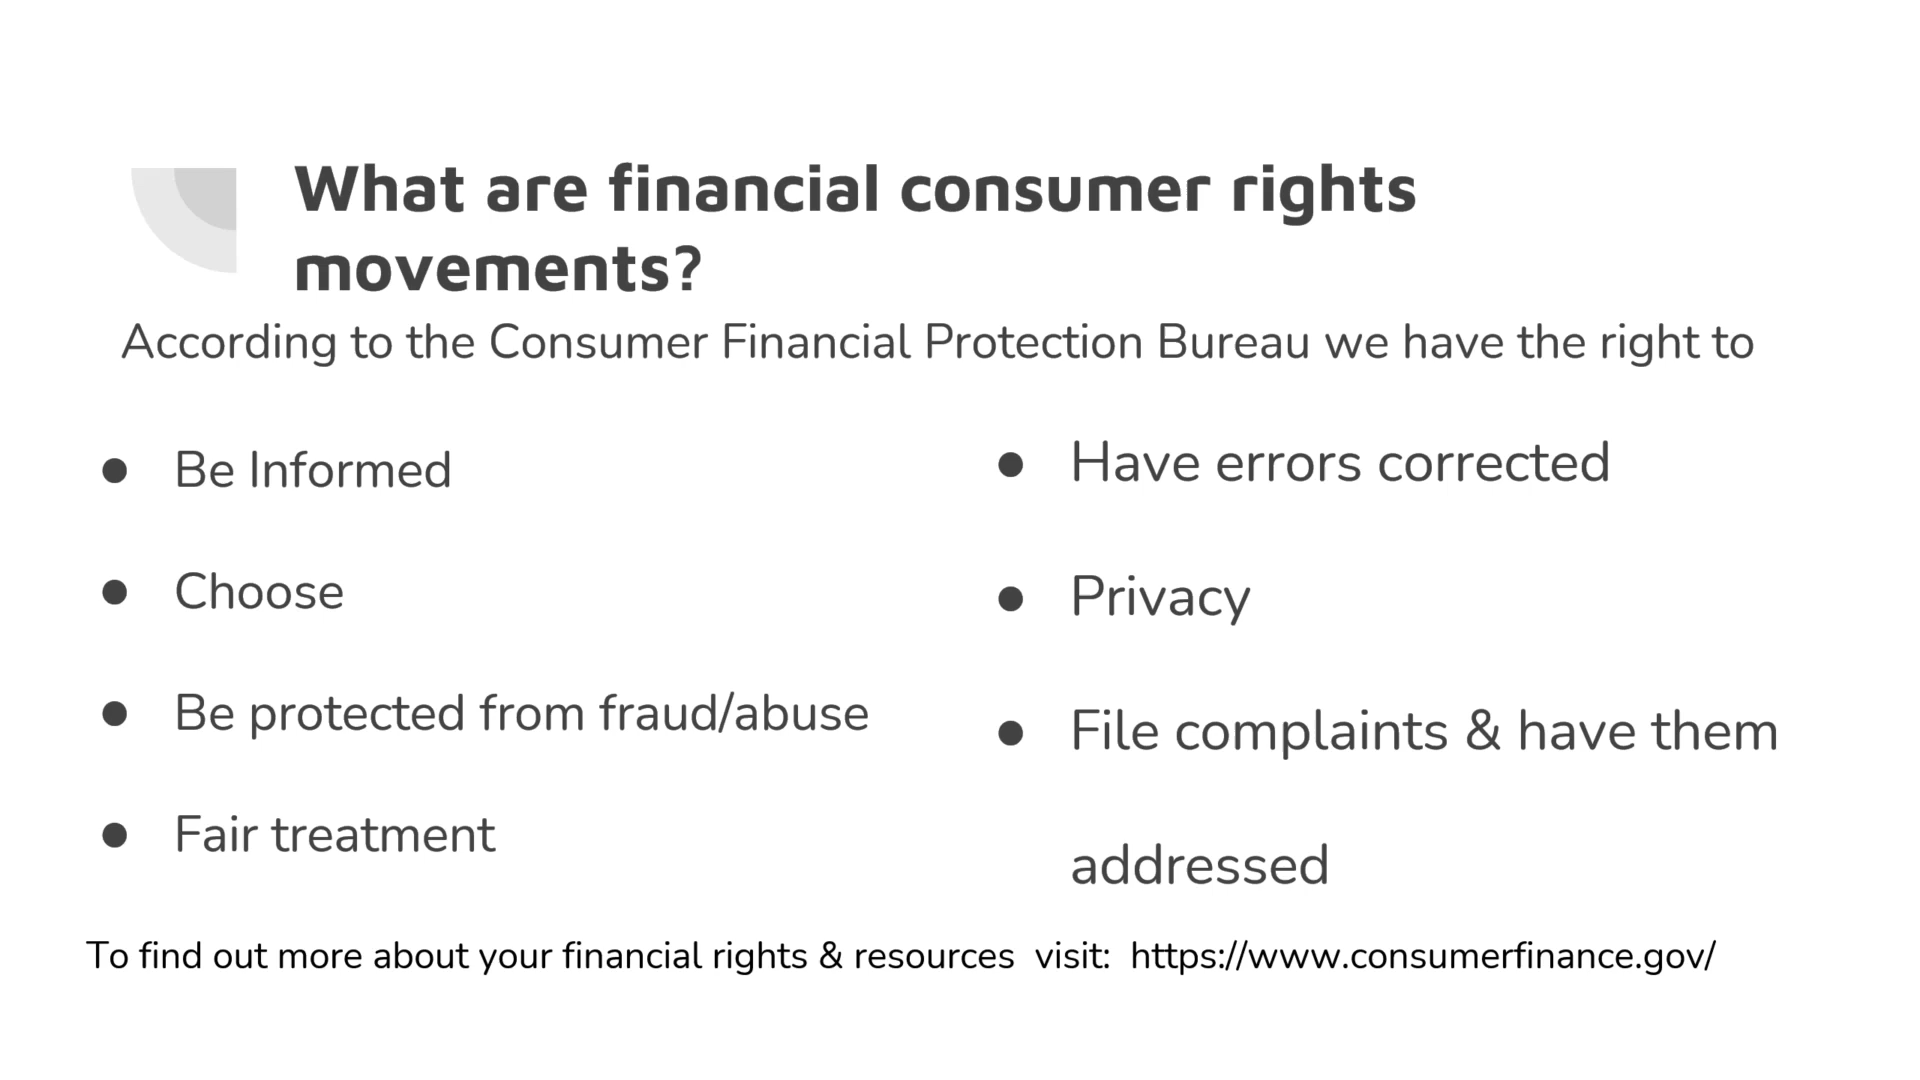 What are financial consumer rights
movements?
According to the Consumer Financial Protection Bureau we have the right to
● Be Informed
● Choose
● Be protected from fraud/abuse
● Fair treatment
● Have errors corrected
● Privacy
● File complaints & have them
addressed
To find out more about your financial rights & resources  visit:  https://www.consumerfinance.gov/